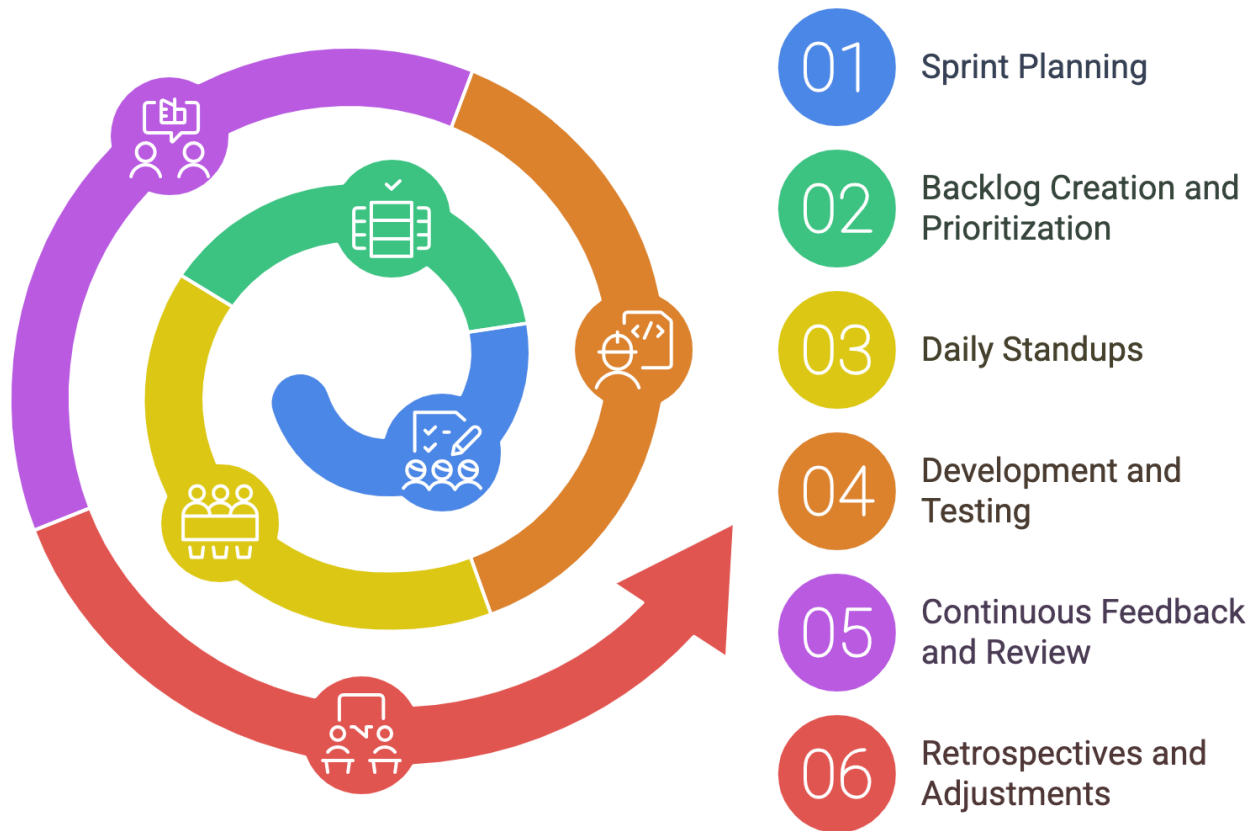 01
Sprint Planning
02
Backlog Creation and
Prioritization
03
Daily Standups
04
Development and
Testing
05
Continuous Feedback
and Review
06
Retrospectives and
Adjustments